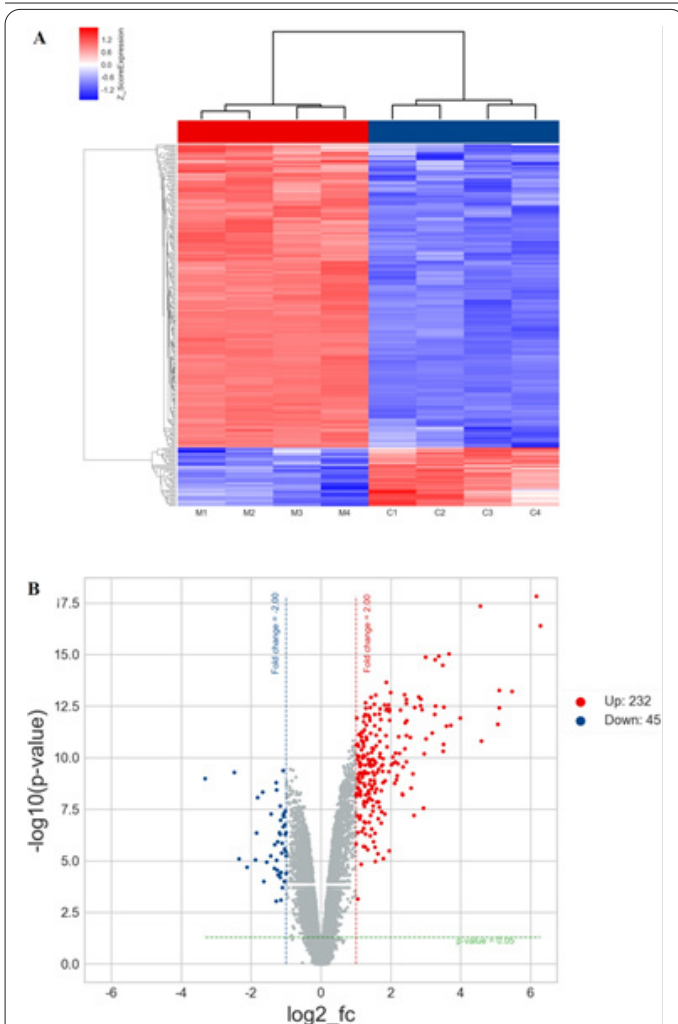 A
1.2
0.6
0.0
-0.6
-1.2
Z_ScoreExpression
M1 M2 M3 M4 C1 C2 C3 C4
B
17.5
15.0
12.5
10.0
7.5
5.0
2.5
0.0
-log10(p-value)
Fold change = -2.00
Fold change = 2.00
p-value = 0.05
Up: 232
Down: 45
-6 -4 -2 0 2 4 6
log2_fc